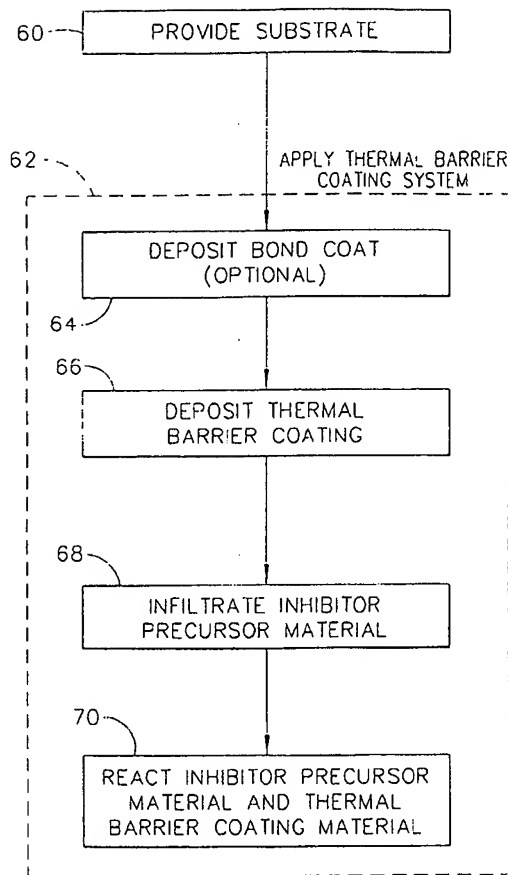 60
PROVIDE SUBSTRATE
62
APPLY THERMAL BARRIER
COATING SYSTEM
DEPOSIT BOND COAT
(OPTIONAL)
64
66
DEPOSIT THERMAL
BARRIER COATING
68
INFILTRATE INHIBITOR
PRECURSOR MATERIAL
70
REACT INHIBITOR PRECURSOR
MATERIAL AND THERMAL
BARRIER COATING MATERIAL